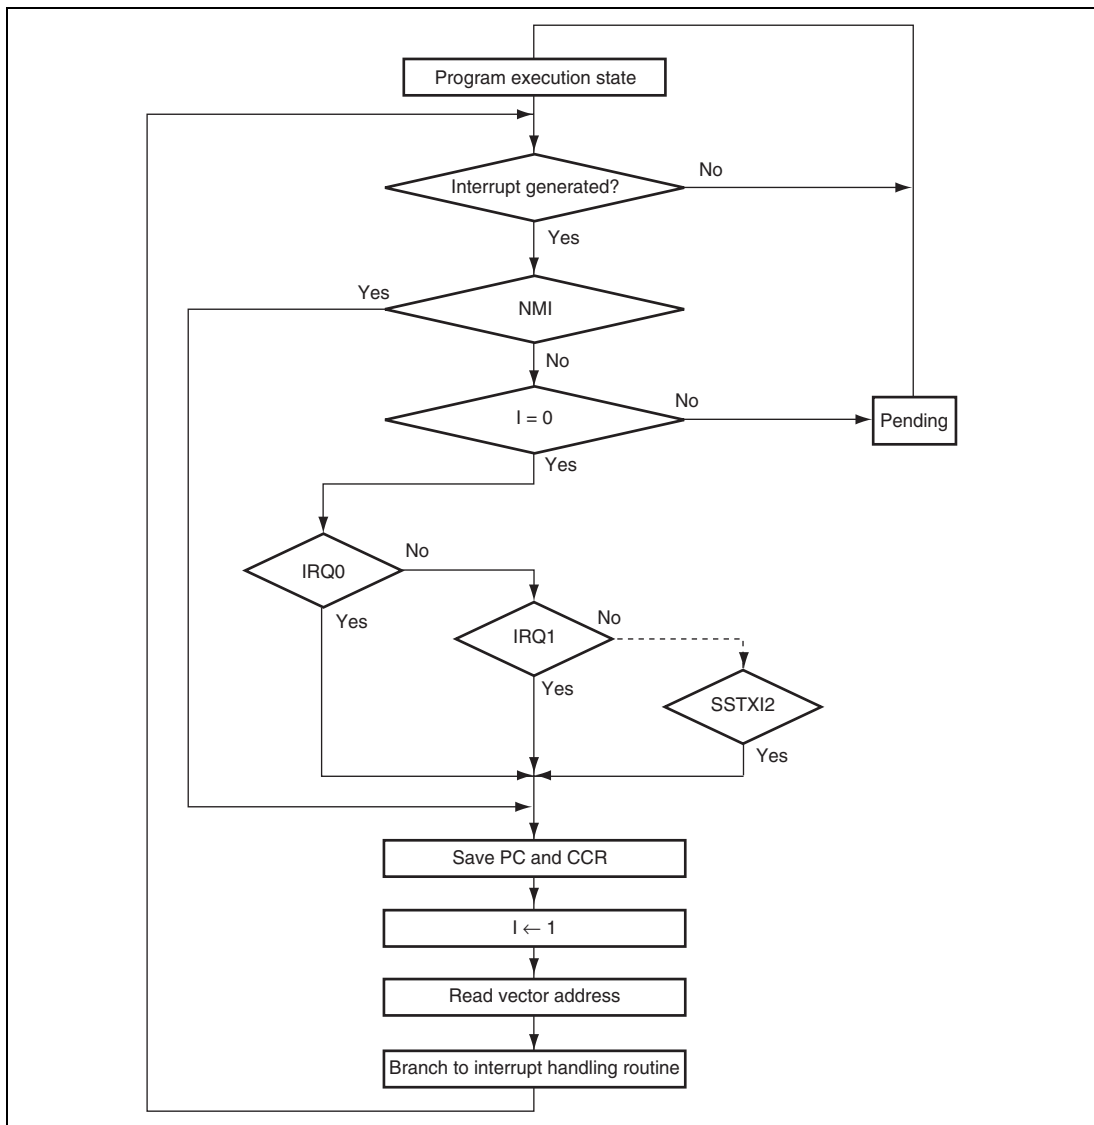 Program execution state
Interrupt generated?
No
Yes
Yes
NMI
No
I = 0
No
Pending
Yes
IRQ0
No
Yes
IRQ1
No
Yes
SSTXI2
Yes
Save PC and CCR
I ← 1
Read vector address
Branch to interrupt handling routine